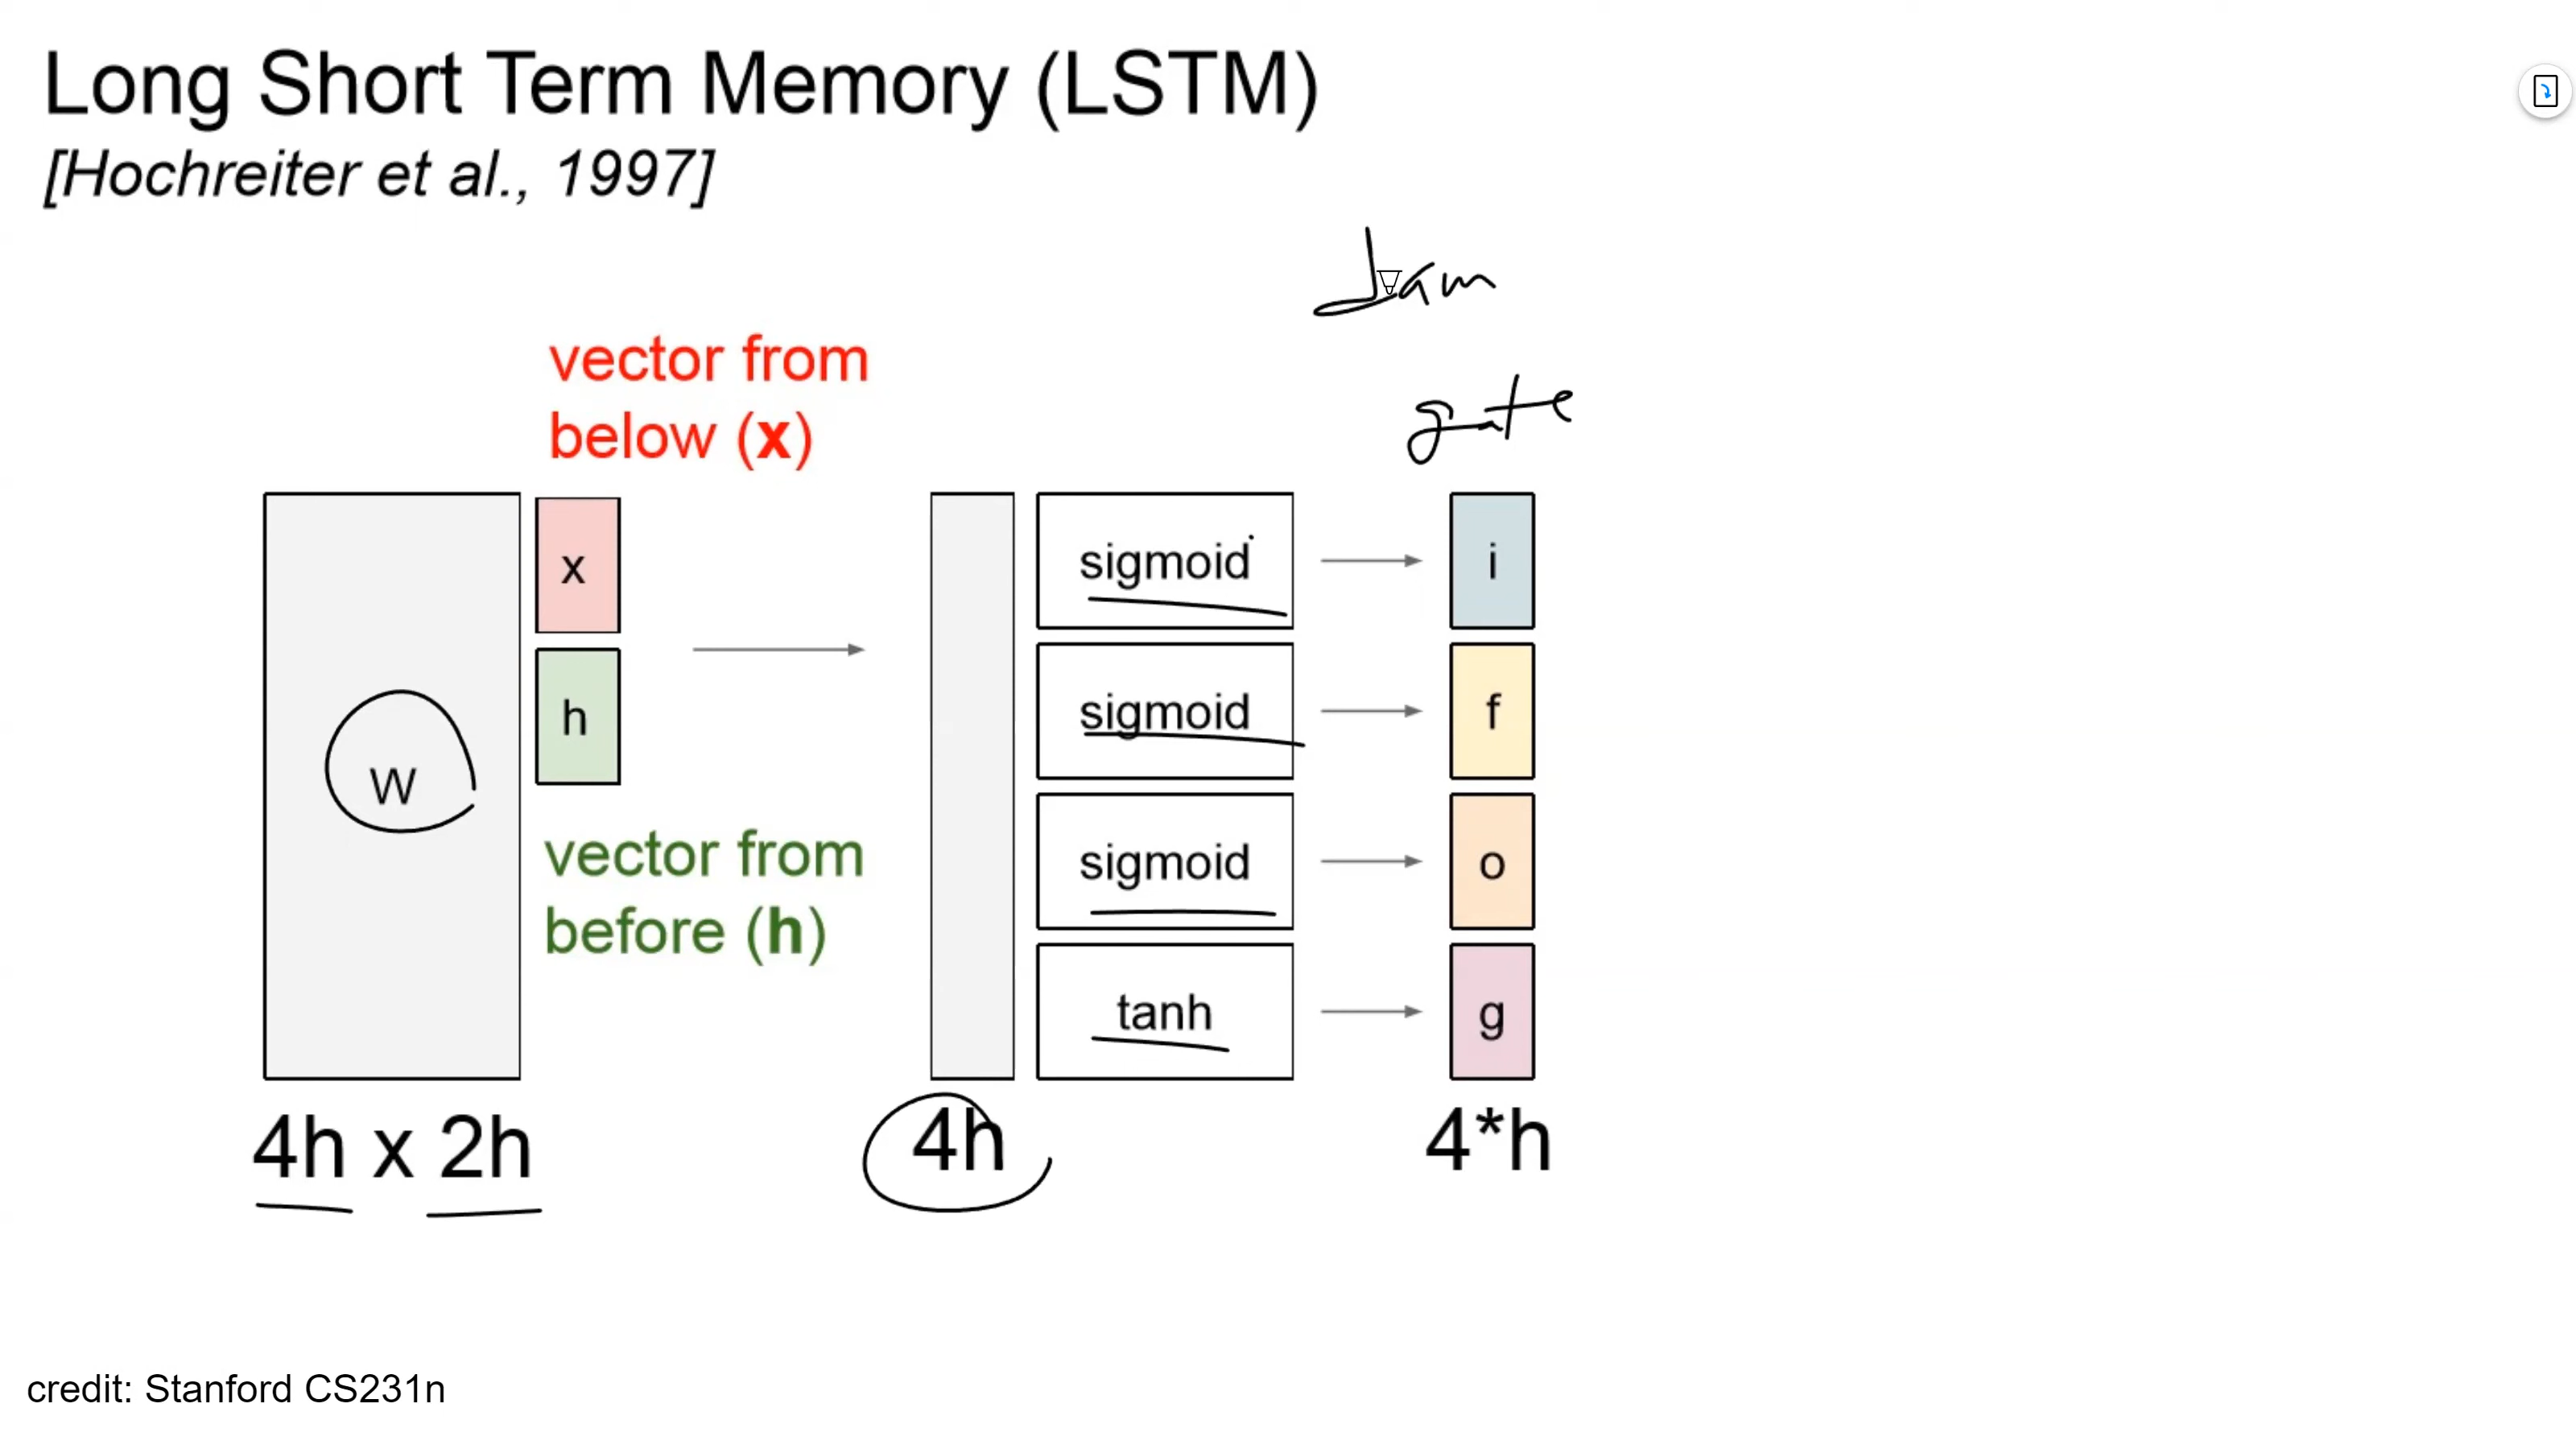 Long Short Term Memory (LSTM)
[Hochreiter et al., 1997]
dam
gate
vector from
below (x)
x
h
W
vector from
before (h)
sigmoid
i
sigmoid
f
sigmoid
o
tanh
g
4h x 2h
4h
4*h
credit: Stanford CS231n